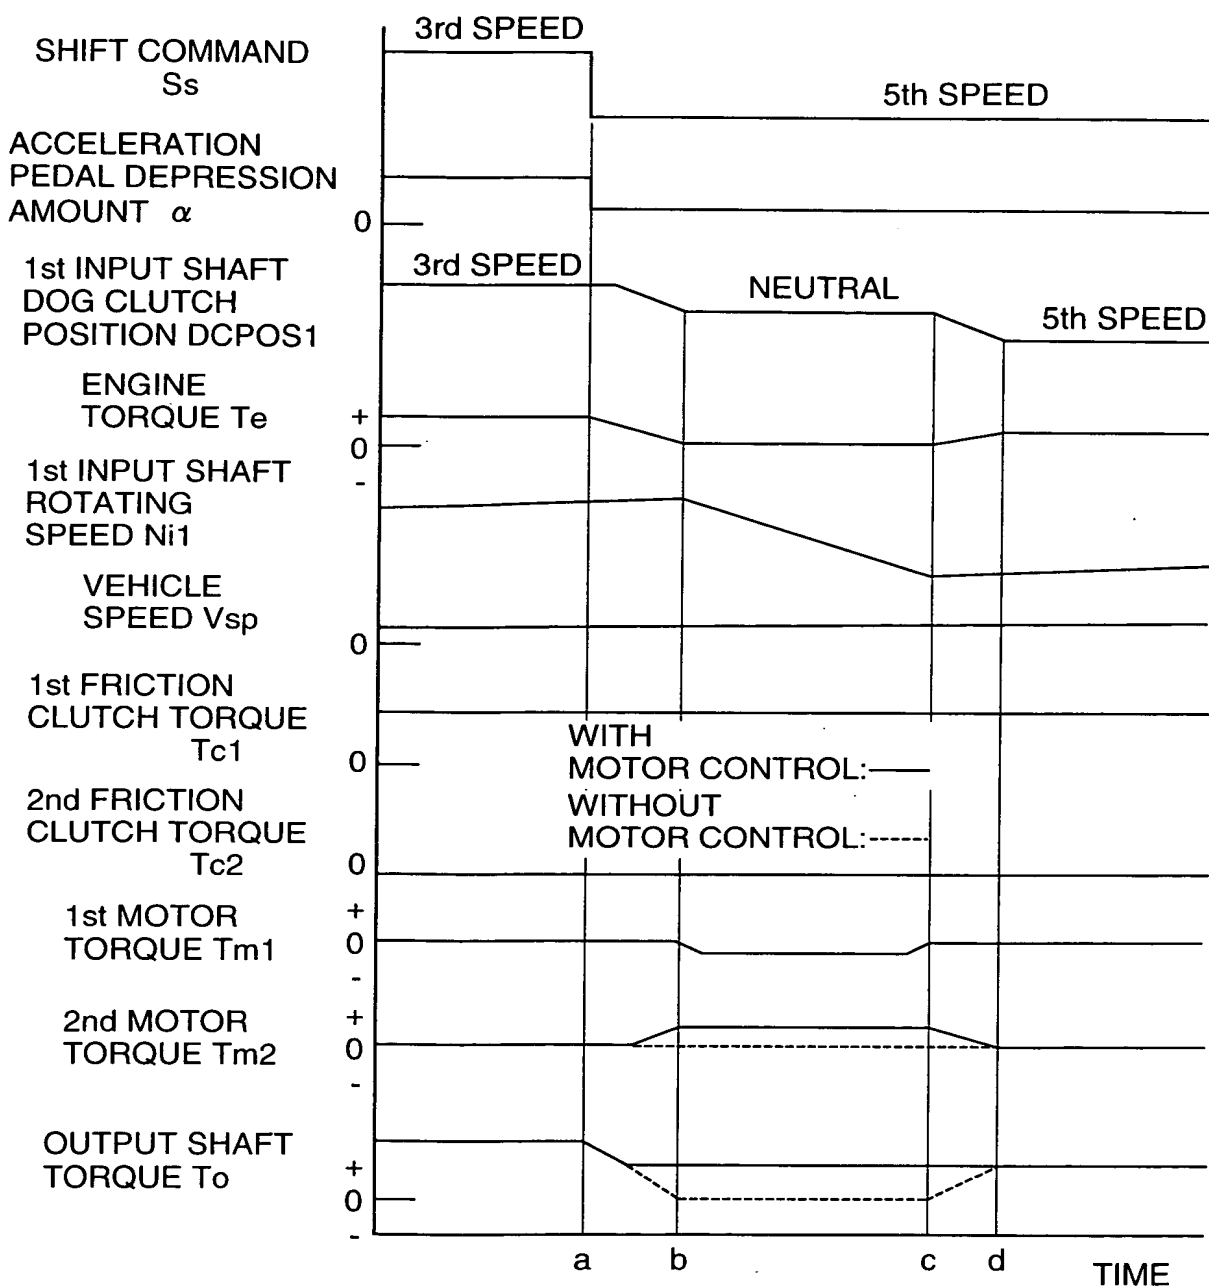 3rd SPEED
SHIFT COMMAND
Ss
5th SPEED
ACCELERATION
PEDAL DEPRESSION
AMOUNT α
0
1st INPUT SHAFT
DOG CLUTCH
POSITION DCPOS1
3rd SPEED
NEUTRAL
5th SPEED
ENGINE
TORQUE Te
+
0
-
1st INPUT SHAFT
ROTATING
SPEED Ni1
VEHICLE
SPEED Vsp
0
1st FRICTION
CLUTCH TORQUE
Tc1
0
WITH
MOTOR CONTROL:
WITHOUT
MOTOR CONTROL:
2nd FRICTION
CLUTCH TORQUE
Tc2
0
1st MOTOR
TORQUE Tm1
+
0
-
2nd MOTOR
TORQUE Tm2
+
0
-
OUTPUT SHAFT
TORQUE To
+
0
-
a b c d
TIME